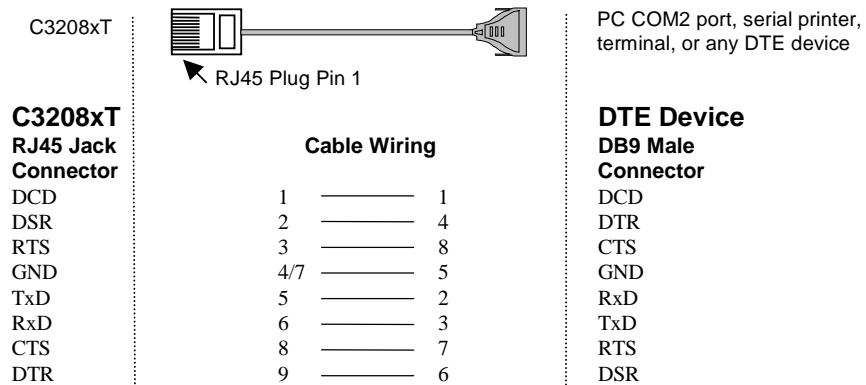 C3208xT
PC COM2 port, serial printer,
terminal, or any DTE device
RJ45 Plug Pin 1
C3208xT DTE Device
RJ45 Jack Cable Wiring DB9 Male
Connector Connector
DCD 1 1 DCD
DSR 2 4 DTR
RTS 3 8 CTS
GND 4/7 5 GND
TxD 5 2 RxD
RxD 6 3 TxD
CTS 8 7 RTS
DTR 9 6 DSR